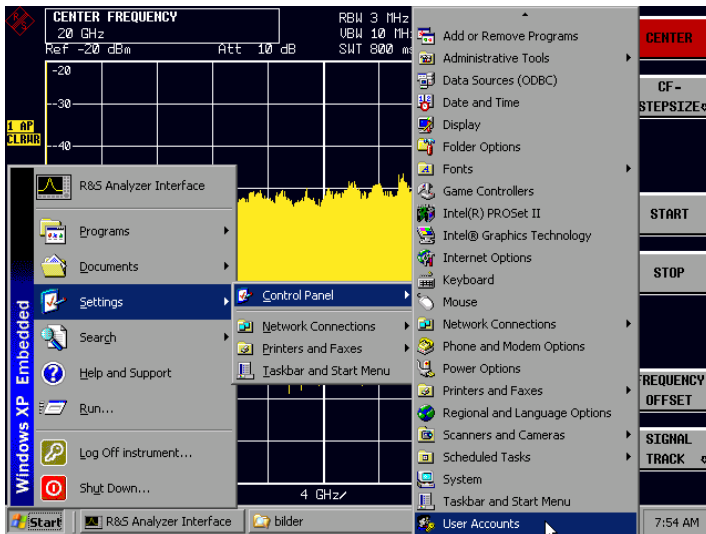 CENTER FREQUENCY
20 GHz
Ref -20 dBm
Att 10 dB
RBW 3 MHz
VBW 10 MH
SWT 800 ms
-20
-30
-40
1 AP
CLRWR
R&S Analyzer Interface
Programs
Documents
Settings
Search
Help and Support
Run...
Log Off instrument...
Shut Down...
Windows XP Embedded
Control Panel
Network Connections
Printers and Faxes
Taskbar and Start Menu
Add or Remove Programs
Administrative Tools
Data Sources (ODBC)
Date and Time
Display
Folder Options
Fonts
Game Controllers
Intel(R) PROSet II
Intel® Graphics Technology
Internet Options
Keyboard
Mouse
Network Connections
Phone and Modem Options
Power Options
Printers and Faxes
Regional and Language Options
Scanners and Cameras
Scheduled Tasks
System
Taskbar and Start Menu
User Accounts
4 GHz/
CENTER
CF-
STEPSIZE
START
STOP
REQUENCY
OFFSET
SIGNAL
TRACK
Start
R&S Analyzer Interface
bilder
7:54 AM